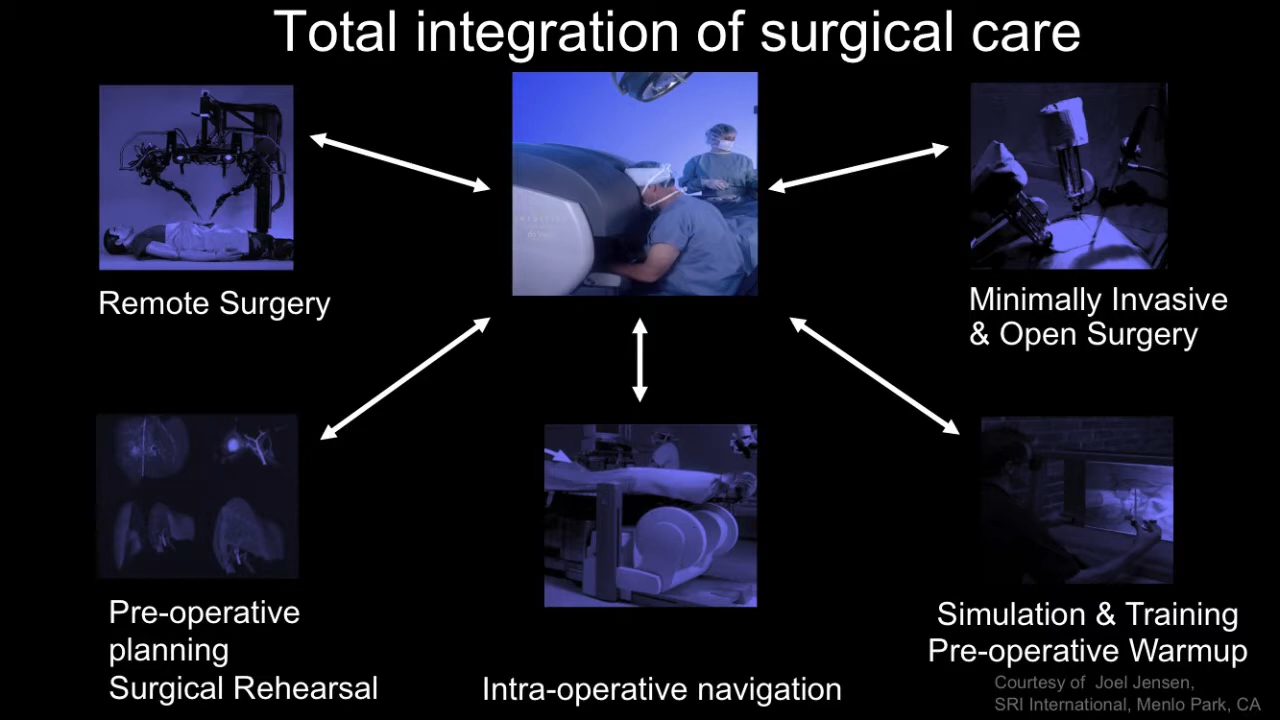 Total integration of surgical care
Remote Surgery
Minimally Invasive
& Open Surgery
Pre-operative
planning
Surgical Rehearsal
Intra-operative navigation
Simulation & Training
Pre-operative Warmup
Courtesy of Joel Jensen,
SRI International, Menlo Park, CA